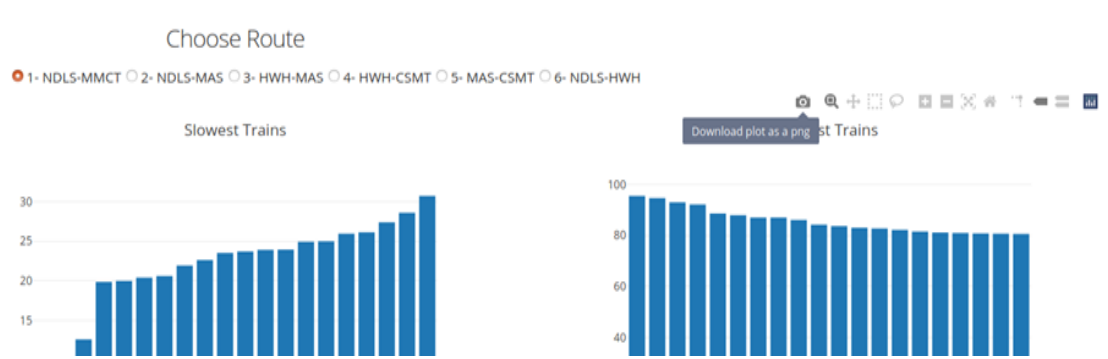 Choose Route
1- NDLS-MMCT 2- NDLS-MAS 3- HWH-MAS 4- HWH-CSMT 5- MAS-CSMT 6- NDLS-HWH
Slowest Trains
Download plot as a png
st Trains
30
25
20
15
100
80
60
40